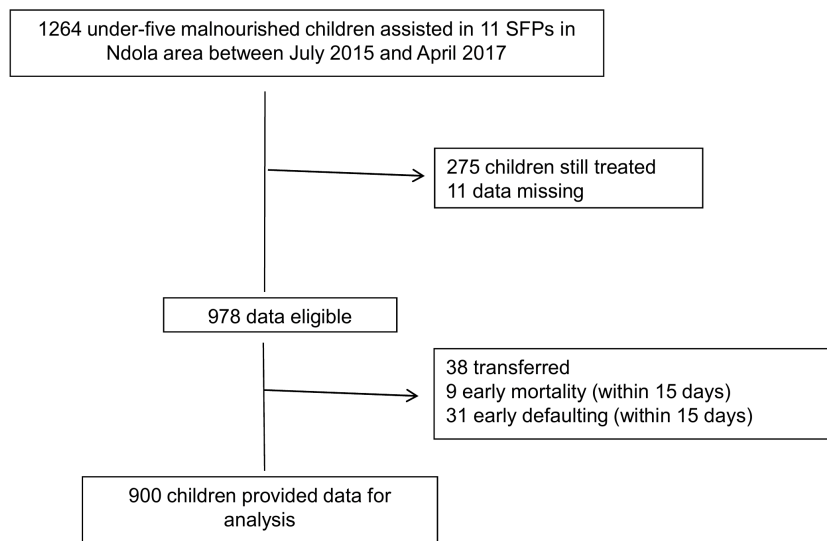 1264 under-five malnourished children assisted in 11 SFPs in
Ndola area between July 2015 and April 2017
275 children still treated
11 data missing
978 data eligible
38 transferred
9 early mortality (within 15 days)
31 early defaulting (within 15 days)
900 children provided data for
analysis